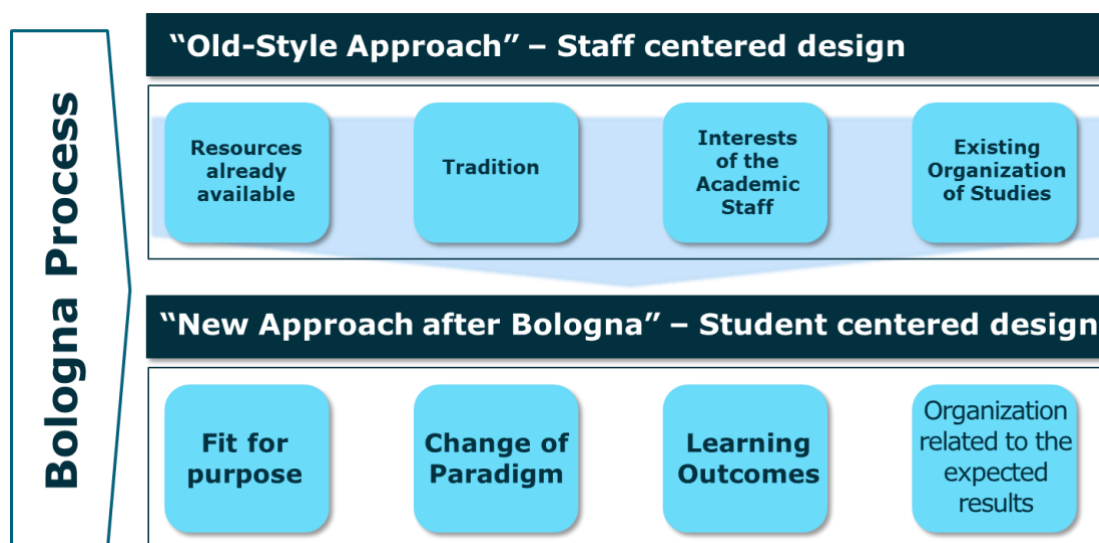 Bologna Process
“Old-Style Approach” – Staff centered design
Resources
already
available
Tradition
Interests
of the
Academic
Staff
Existing
Organization
of Studies
“New Approach after Bologna” – Student centered design
Fit for
purpose
Change of
Paradigm
Learning
Outcomes
Organization
related to the
expected
results